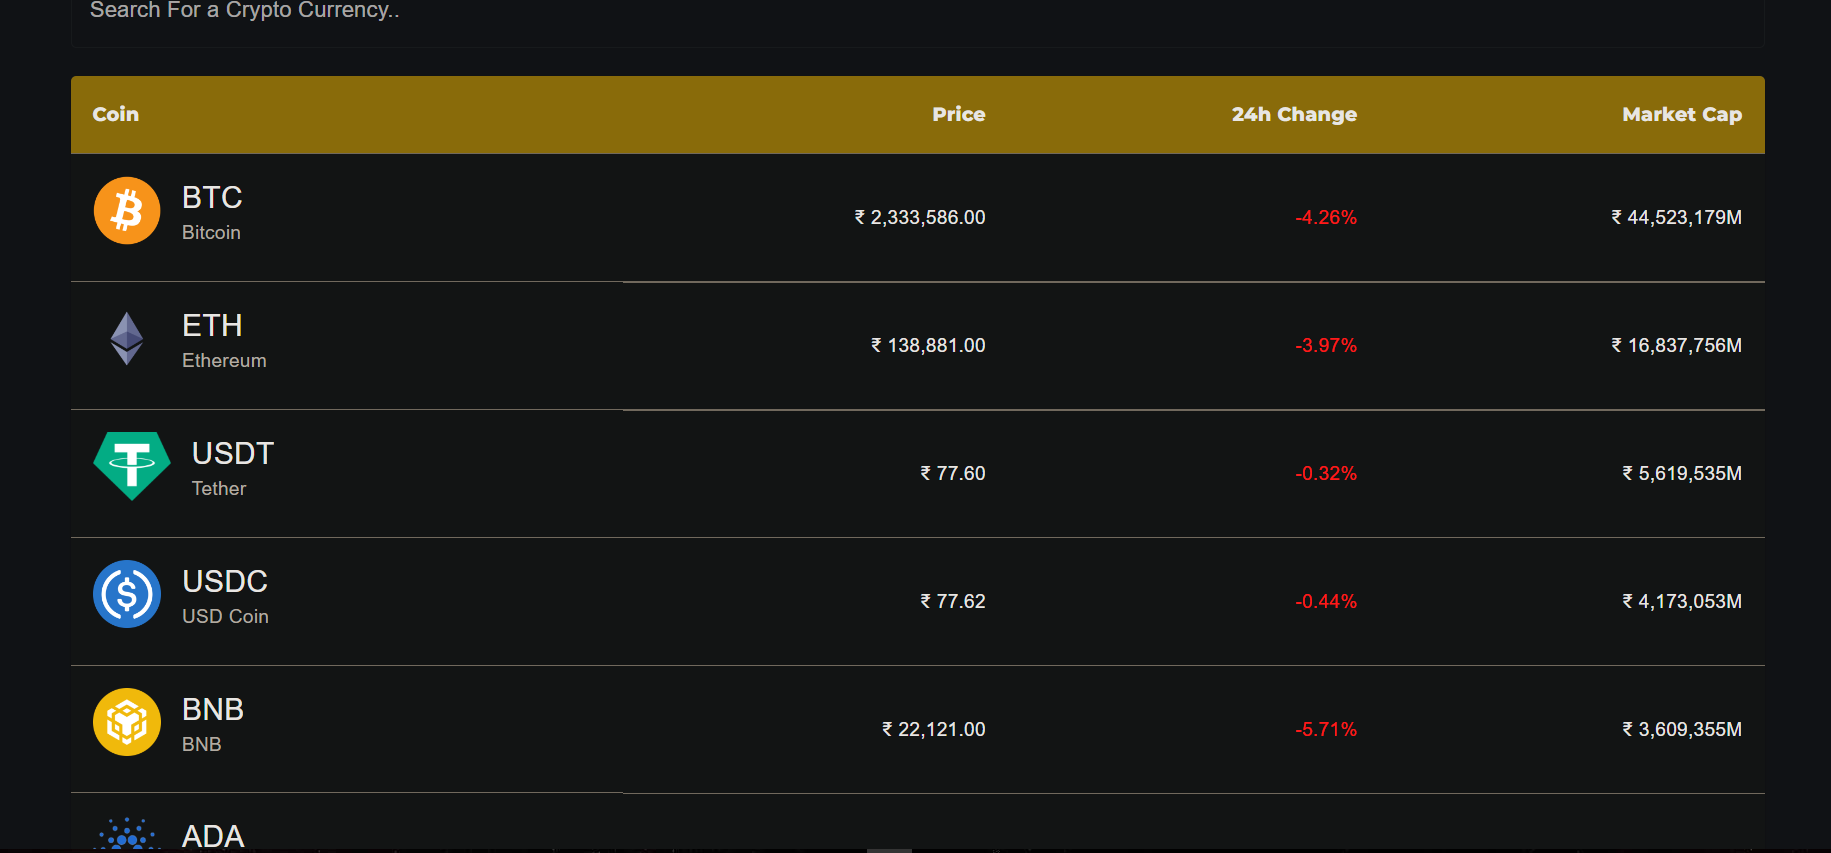 Search For a Crypto Currency..
Coin Price 24h Change Market Cap
BTC
Bitcoin
₹ 2,333,586.00 -4.26% ₹ 44,523,179M
ETH
Ethereum
₹ 138,881.00 -3.97% ₹ 16,837,756M
USDT
Tether
₹ 77.60 -0.32% ₹ 5,619,535M
USDC
USD Coin
₹ 77.62 -0.44% ₹ 4,173,053M
BNB
BNB
₹ 22,121.00 -5.71% ₹ 3,609,355M
ADA